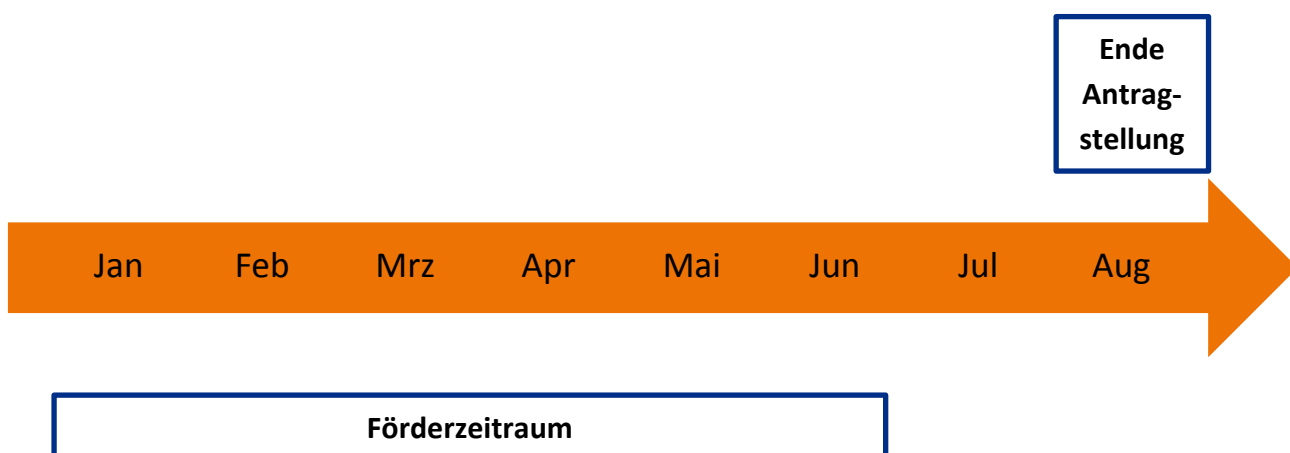 Ende
Antrag-
stellung
Jan Feb Mrz Apr Mai Jun Jul Aug
Förderzeitraum